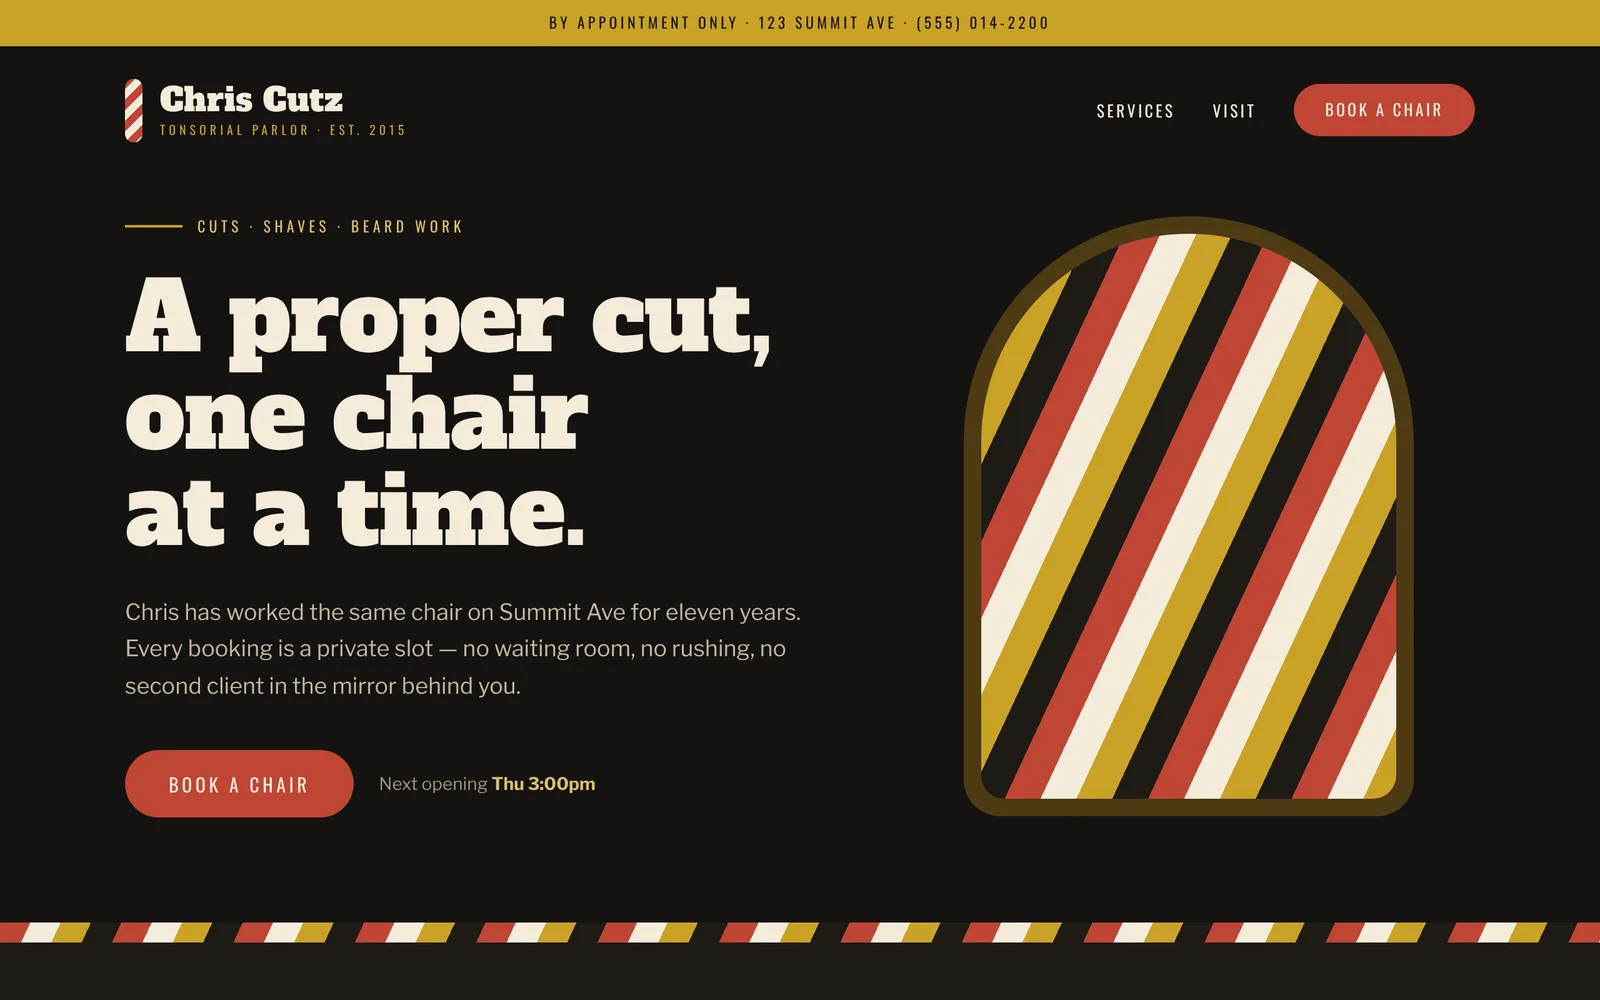 BY APPOINTMENT ONLY · 123 SUMMIT AVE · (555) 014-2200
Chris Cutz
TONSORIAL PARLOR · EST. 2015
SERVICES
VISIT
BOOK A CHAIR
CUTS · SHAVES · BEARD WORK
A proper cut,
one chair
at a time.
Chris has worked the same chair on Summit Ave for eleven years.
Every booking is a private slot — no waiting room, no rushing, no
second client in the mirror behind you.
BOOK A CHAIR
Next opening Thu 3:00pm